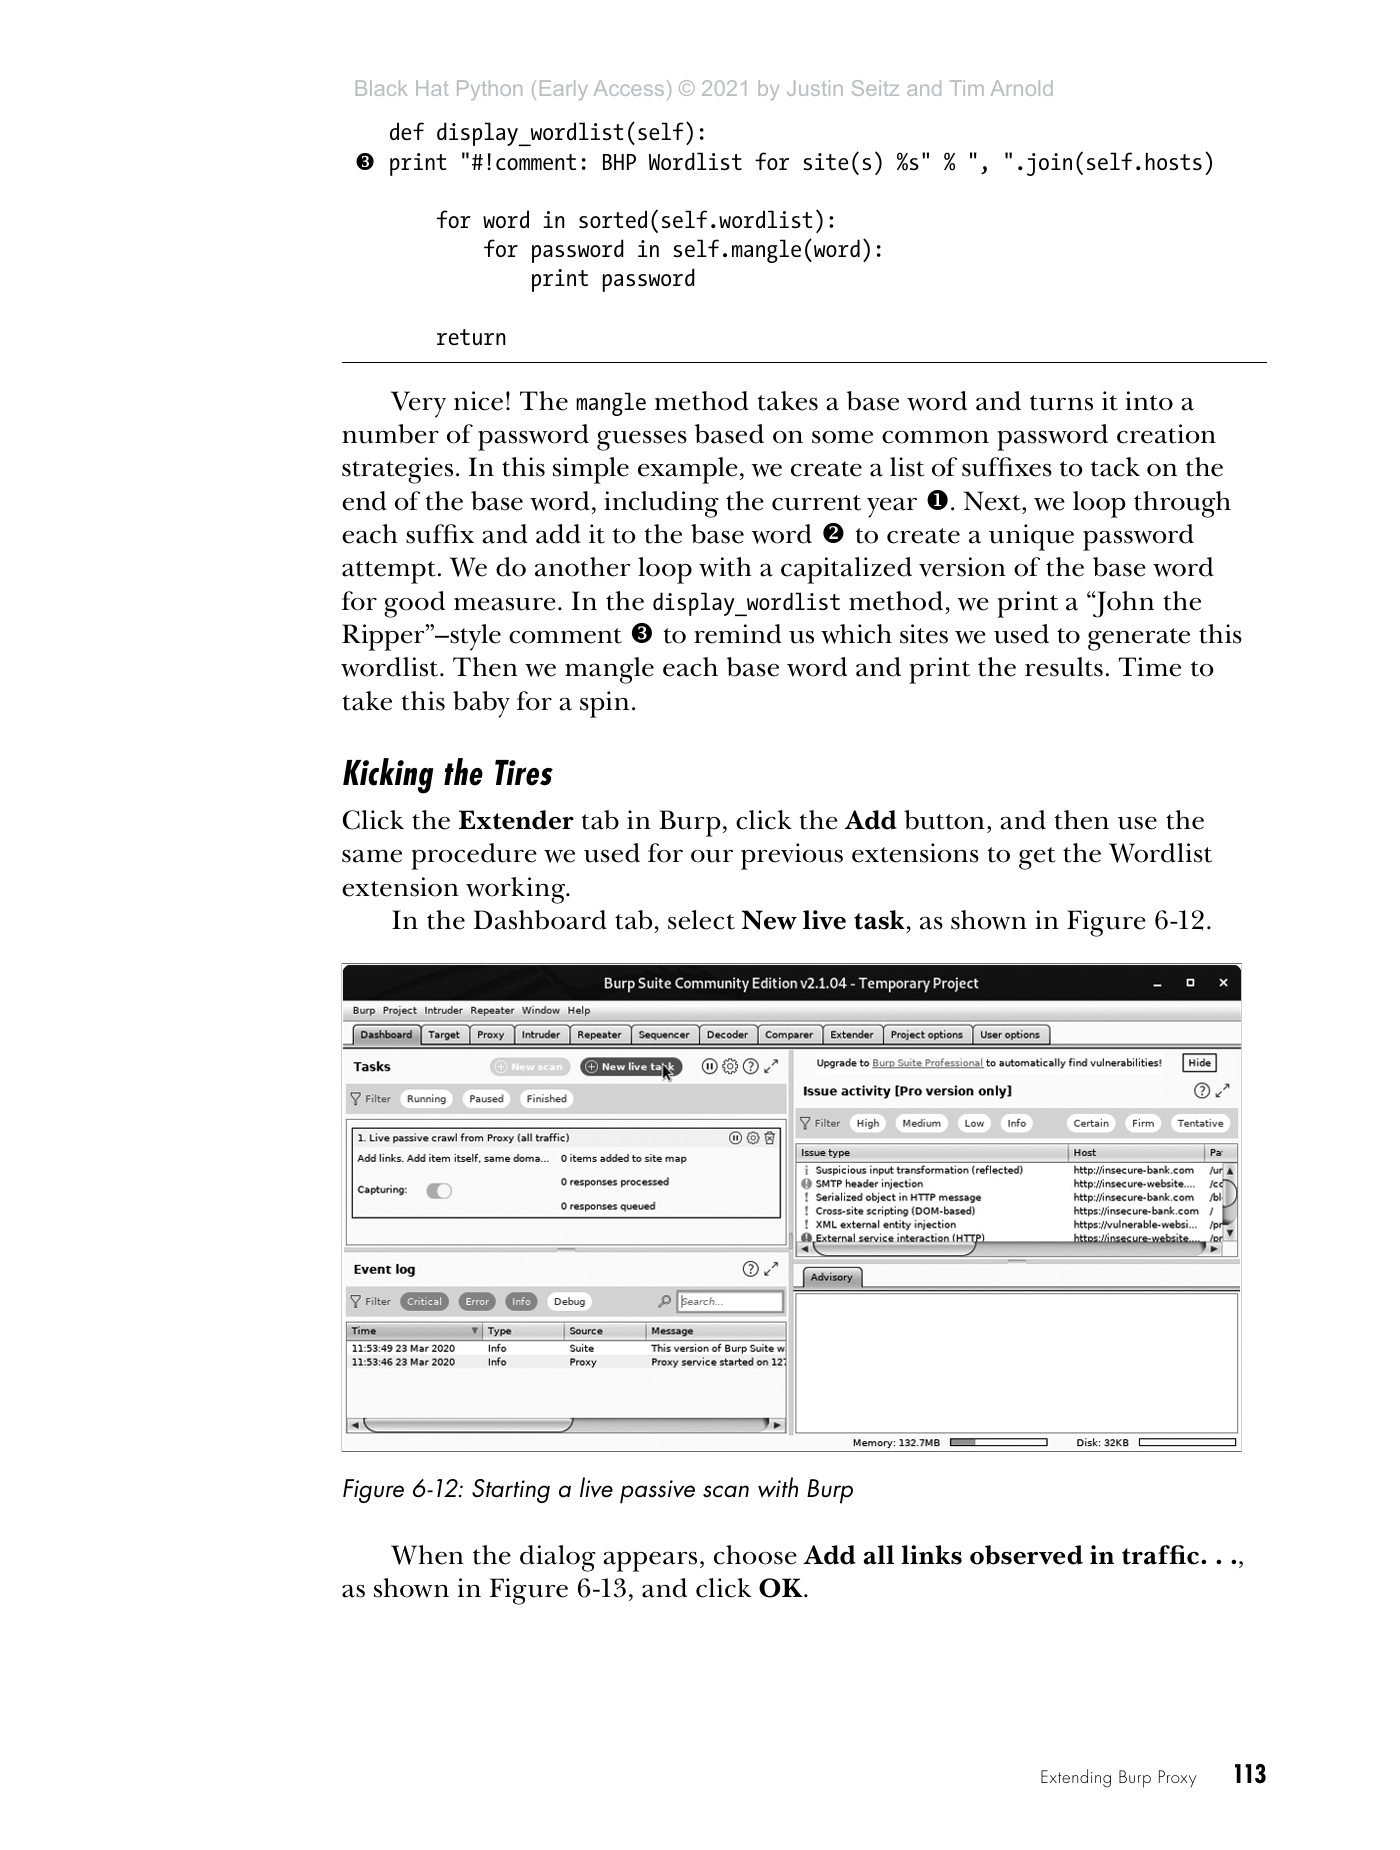 Black Hat Python (Early Access) © 2021 by Justin Seitz and Tim Arnold
def display_wordlist(self):
❸ print "#!comment: BHP Wordlist for site(s) %s" % ", ".join(self.hosts)
for word in sorted(self.wordlist):
for password in self.mangle(word):
print password
return
Very nice! The mangle method takes a base word and turns it into a
number of password guesses based on some common password creation
strategies. In this simple example, we create a list of suffixes to tack on the
end of the base word, including the current year ❶. Next, we loop through
each suffix and add it to the base word ❷ to create a unique password
attempt. We do another loop with a capitalized version of the base word
for good measure. In the display_wordlist method, we print a “John the
Ripper”–style comment ❸ to remind us which sites we used to generate this
wordlist. Then we mangle each base word and print the results. Time to
take this baby for a spin.
Kicking the Tires
Click the Extender tab in Burp, click the Add button, and then use the
same procedure we used for our previous extensions to get the Wordlist
extension working.
In the Dashboard tab, select New live task, as shown in Figure 6-12.
Burp Suite Community Edition v2.1.04 - Temporary Project
Burp Project Intruder Repeater Window Help
Dashboard Target Proxy Intruder Repeater Sequencer Decoder Comparer Extender Project options User options
Tasks New scan New live task
Filter Running Paused Finished
1. Live passive crawl from Proxy (all traffic)
Add links. Add item itself, same doma... 0 items added to site map
0 responses processed
Capturing:
0 responses queued
Event log
Filter Critical Error Info Debug Search...
Time Type Source Message
11:53:49 23 Mar 2020 Info Suite This version of Burp Suite w
11:53:46 23 Mar 2020 Info Proxy Proxy service started on 127
Upgrade to Burp Suite Professional to automatically find vulnerabilities! Hide
Issue activity [Pro version only]
Filter High Medium Low Info Certain Firm Tentative
Issue type Host Pa
Suspicious input transformation (reflected) http://insecure-bank.com /ur
SMTP header injection http://insecure-website.... /cc
Serialized object in HTTP message http://insecure-bank.com /bl
Cross-site scripting (DOM-based) https://insecure-bank.com /
XML external entity injection https://vulnerable-websi... /pr
External service interaction (HTTP) https://insecure-website.... /pr
Advisory
Memory: 132.7MB Disk: 32KB
Figure 6-12: Starting a live passive scan with Burp
When the dialog appears, choose Add all links observed in traffic. . .,
as shown in Figure 6-13, and click OK.
Extending Burp Proxy 113